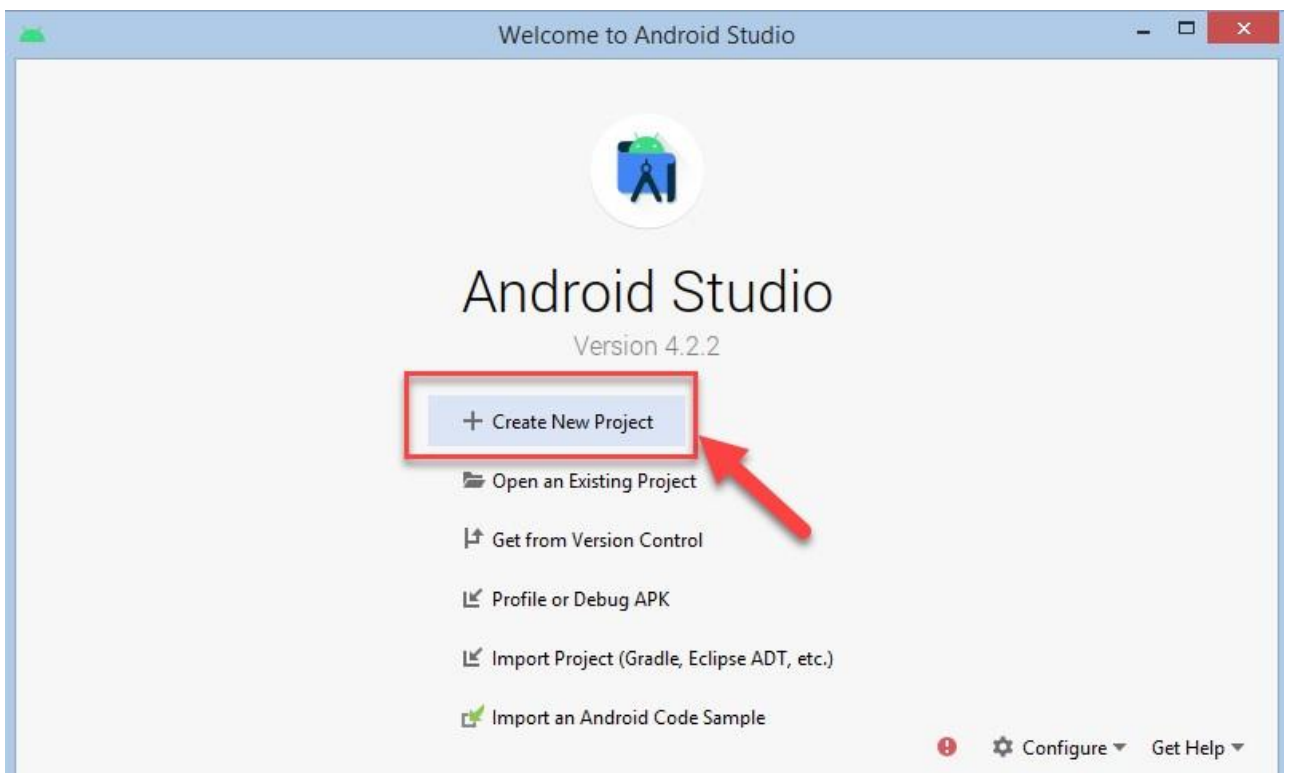 Welcome to Android Studio
Android Studio
Version 4.2.2
Create New Project
Open an Existing Project
Get from Version Control
Profile or Debug APK
Import Project (Gradle, Eclipse ADT, etc.)
Import an Android Code Sample
Configure Get Help